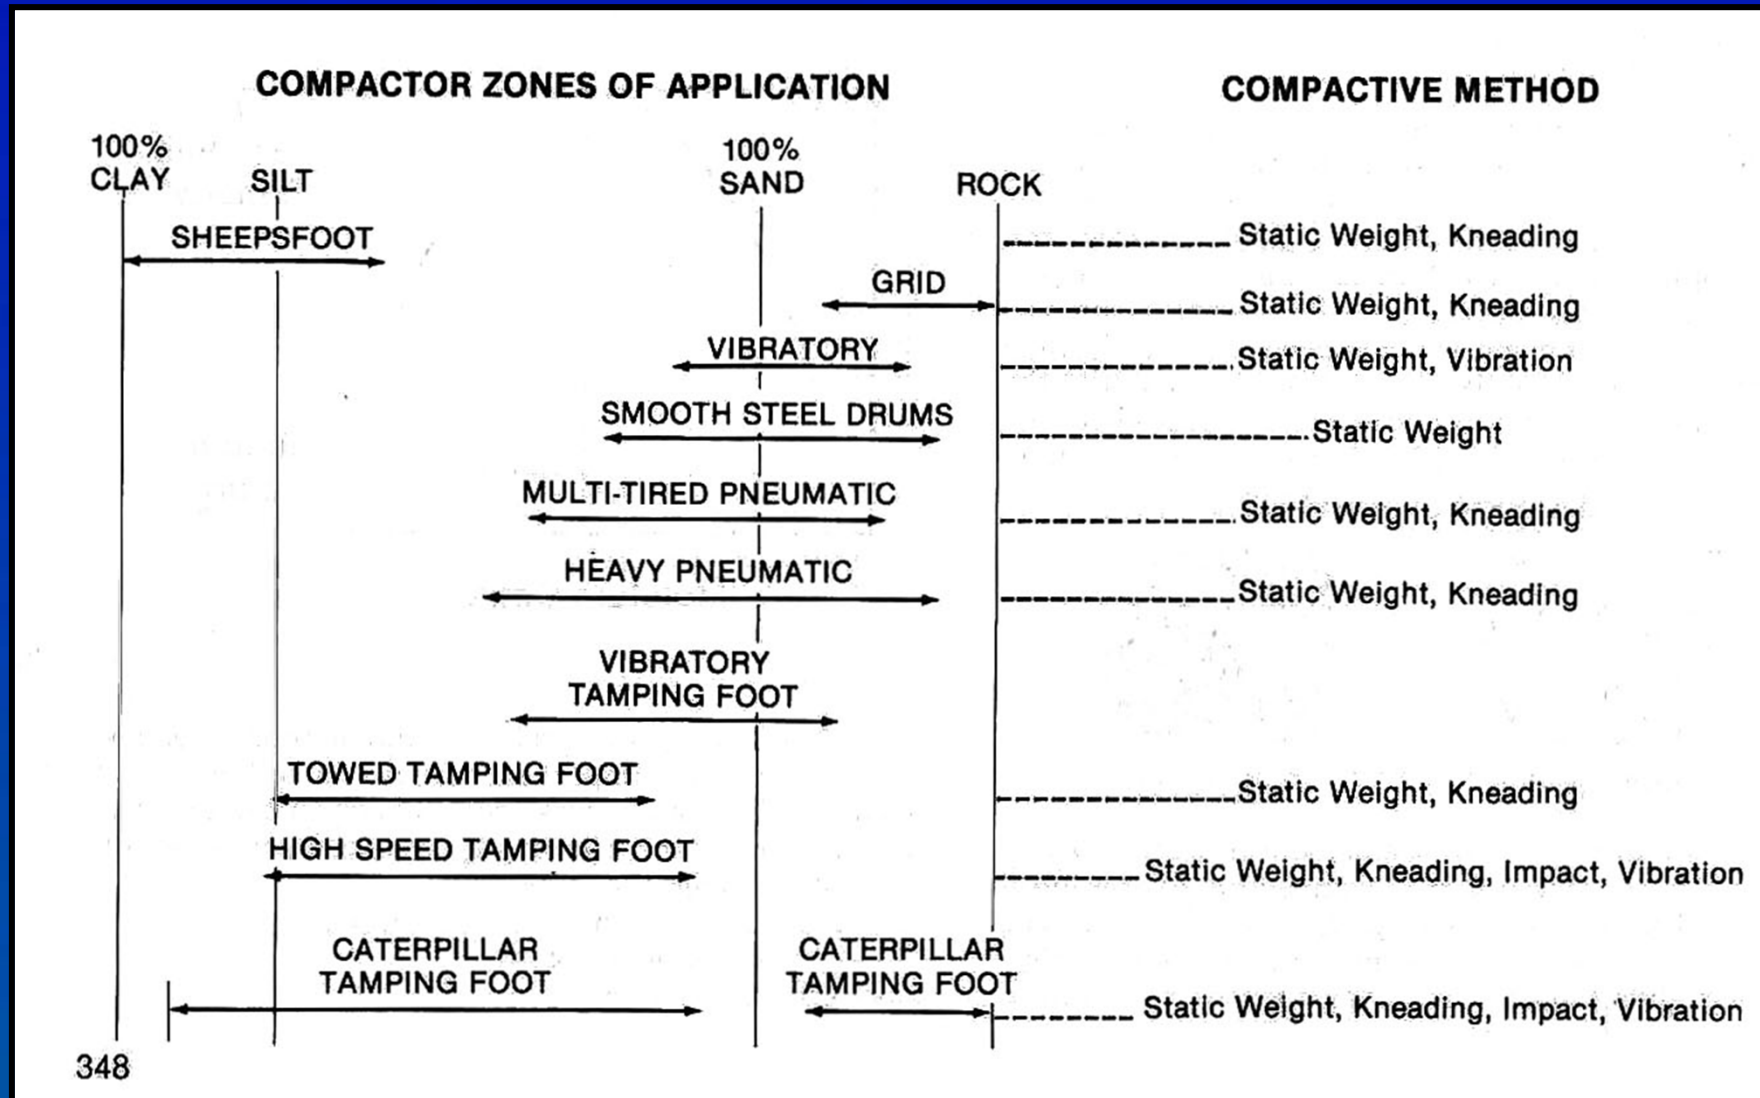 COMPACTOR ZONES OF APPLICATION
COMPACTIVE METHOD
100%
CLAY
SILT
100%
SAND
ROCK
SHEEPSFOOT
Static Weight, Kneading
GRID
Static Weight, Kneading
VIBRATORY
Static Weight, Vibration
SMOOTH STEEL DRUMS
Static Weight
MULTI-TIRED PNEUMATIC
Static Weight, Kneading
HEAVY PNEUMATIC
Static Weight, Kneading
VIBRATORY
TAMPING FOOT
TOWED TAMPING FOOT
Static Weight, Kneading
HIGH SPEED TAMPING FOOT
Static Weight, Kneading, Impact, Vibration
CATERPILLAR
TAMPING FOOT
CATERPILLAR
TAMPING FOOT
Static Weight, Kneading, Impact, Vibration
348